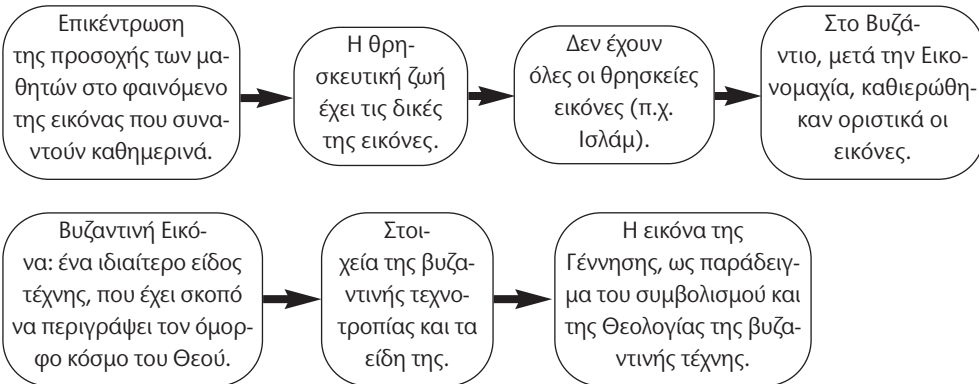 Επικέντρωση
της προσοχής των μα-
θητών στο φαινόμενο
της εικόνας που συνα-
ντούν καθημερινά.
Η θρη-
σκευτική ζωή
έχει τις δικές
της εικόνες.
Δεν έχουν
όλες οι θρησκείες
εικόνες (π.χ.
Ισλάμ).
Στο Βυζά-
ντιο, μετά την Εικο-
νομαχία, καθιερώθη-
καν οριστικά οι
εικόνες.
Βυζαντινή Εικό-
να: ένα ιδιαίτερο είδος
τέχνης, που έχει σκοπό
να περιγράψει τον όμορ-
φο κόσμο του Θεού.
Στοι-
χεία της βυζα-
ντινής τεχνο-
τροπίας και τα
είδη της.
Η εικόνα της
Γέννησης, ως παράδειγ-
μα του συμβολισμού και
της Θεολογίας της βυζα-
ντινής τέχνης.